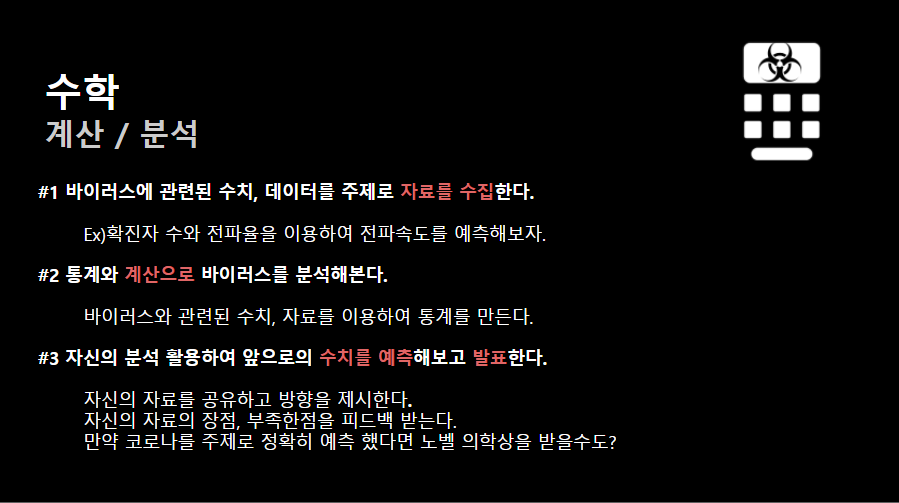 수학
계산 / 분석
#1 바이러스에 관련된 수치, 데이터를 주제로 자료를 수집한다.
Ex)확진자 수와 전파율을 이용하여 전파속도를 예측해보자.
#2 통계와 계산으로 바이러스를 분석해본다.
바이러스와 관련된 수치, 자료를 이용하여 통계를 만든다.
#3 자신의 분석 활용하여 앞으로의 수치를 예측해보고 발표한다.
자신의 자료를 공유하고 방향을 제시한다.
자신의 자료의 장점, 부족한점을 피드백 받는다.
만약 코로나를 주제로 정확히 예측 했다면 노벨 의학상을 받을수도?